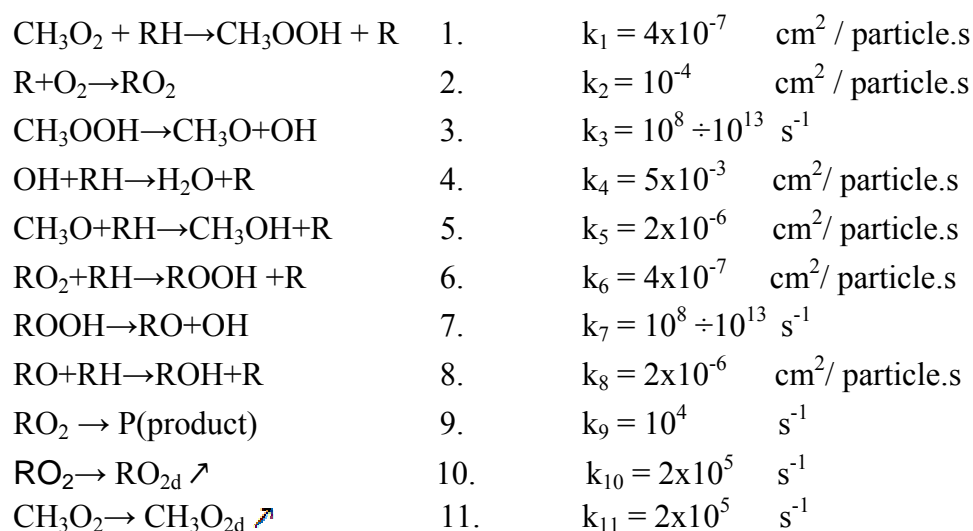 CH₃O₂ + RH→CH₃OOH + R 1. k₁ = 4x10⁻⁷ cm² / particle.s
R+O₂→RO₂ 2. k₂ = 10⁻⁴ cm² / particle.s
CH₃OOH→CH₃O+OH 3. k₃ = 10⁸ ÷10¹³ s⁻¹
OH+RH→H₂O+R 4. k₄ = 5x10⁻³ cm²/ particle.s
CH₃O+RH→CH₃OH+R 5. k₅ = 2x10⁻⁶ cm²/ particle.s
RO₂+RH→ROOH +R 6. k₆ = 4x10⁻⁷ cm²/ particle.s
ROOH→RO+OH 7. k₇ = 10⁸ ÷10¹³ s⁻¹
RO+RH→ROH+R 8. k₈ = 2x10⁻⁶ cm²/ particle.s
RO₂ → P(product) 9. k₉ = 10⁴ s⁻¹
RO₂→ RO₂d ↗ 10. k₁₀ = 2x10⁵ s⁻¹
CH₃O₂→ CH₃O₂d ↗ 11. k₁₁ = 2x10⁵ s⁻¹